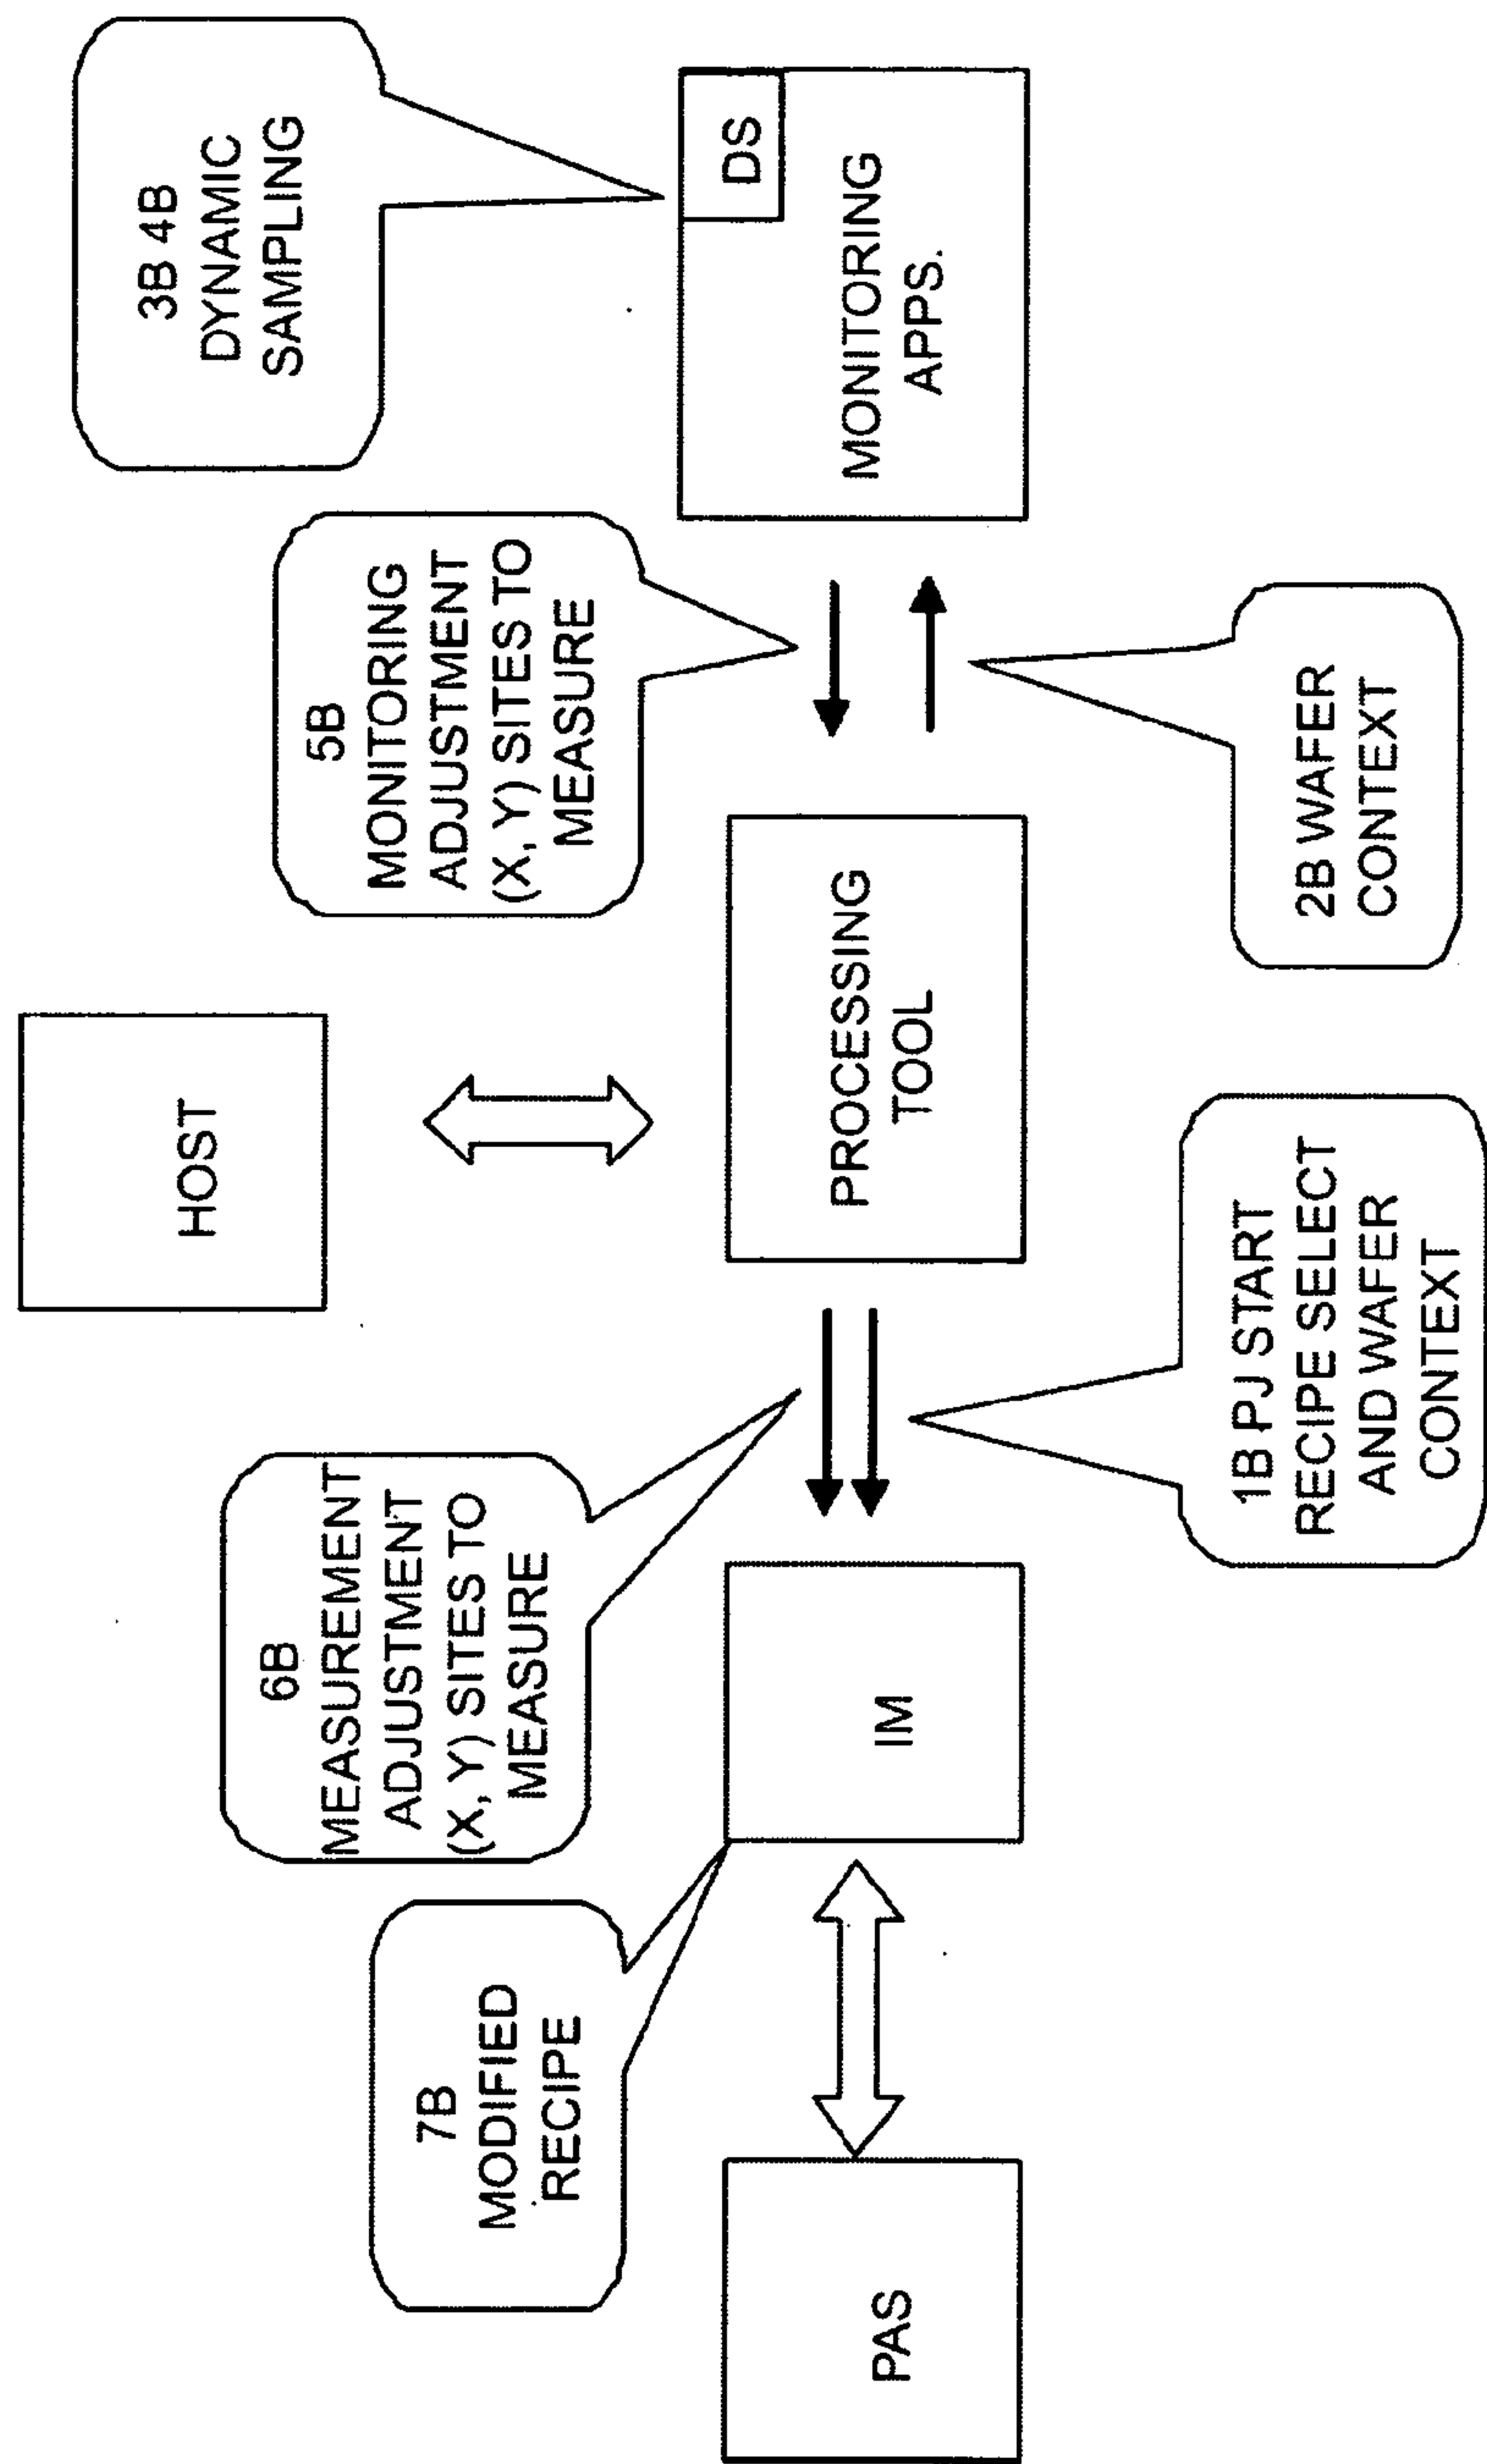 HOST
7B
MODIFIED
RECIPE
6B
MEASUREMENT
ADJUSTMENT
(X, Y) SITES TO
MEASURE
5B
MONITORING
ADJUSTMENT
(X, Y) SITES TO
MEASURE
3B 4B
DYNAMIC
SAMPLING
PAS
IM
PROCESSING
TOOL
DS
MONITORING
APPS.
1B PJ START
RECIPE SELECT
AND WAFER
CONTEXT
2B WAFER
CONTEXT